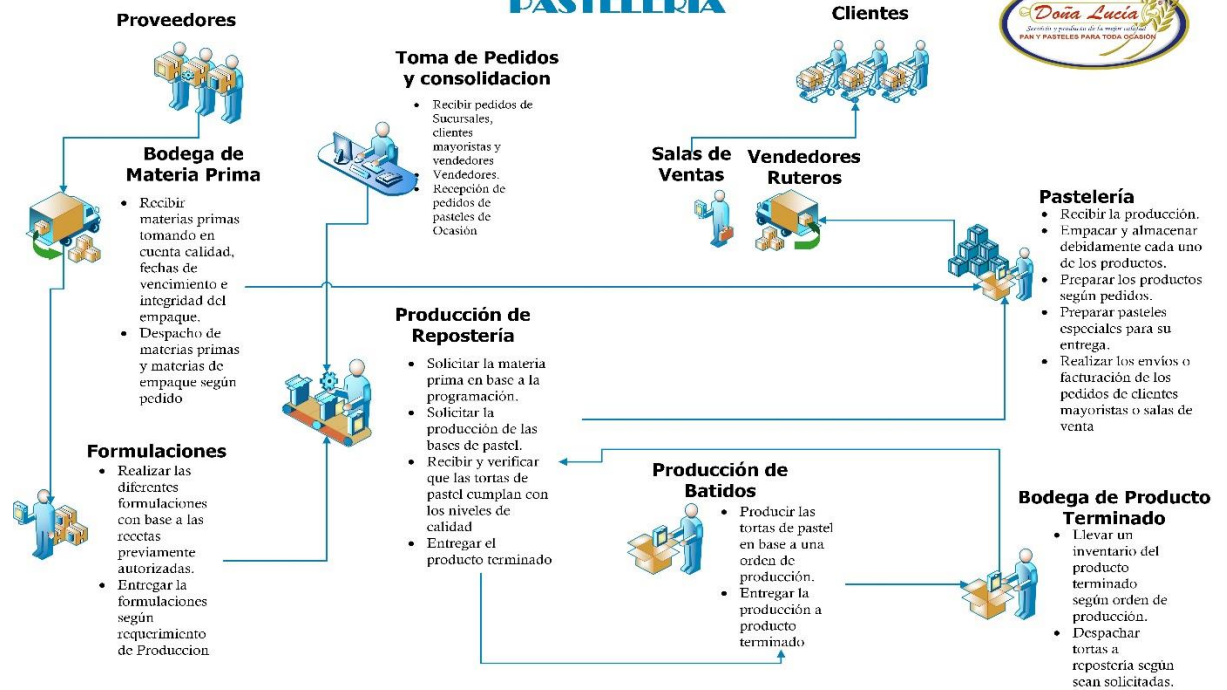 PASTELERIA
Doña Lucía
Servicio y producto de la mejor calidad
PAN Y PASTELES PARA TODA OCASIÓN
Proveedores
Clientes
Toma de Pedidos
y consolidacion
• Recibir pedidos de
Sucursales,
clientes
mayoristas y
vendedores
• Vendedores.
• Recepción de
pedidos de
pasteles de
Ocasión
Bodega de
Materia Prima
• Recibir
materias primas
tomando en
cuenta calidad,
fechas de
vencimiento e
integridad del
empaque.
• Despacho de
materias primas
y materias de
empaque según
pedido
Salas de
Ventas
Vendedores
Ruteros
Pastelería
• Recibir la producción.
• Empacar y almacenar
debidamente cada uno
de los productos.
• Preparar los productos
según pedidos.
• Preparar pasteles
especiales para su
entrega.
• Realizar los envíos o
facturación de los
pedidos de clientes
mayoristas o salas de
venta
Producción de
Repostería
• Solicitar la materia
prima en base a la
programación.
• Solicitar la
producción de las
bases de pastel.
• Recibir y verificar
que las tortas de
pastel cumplan con
los niveles de
calidad
• Entregar el
producto terminado
Formulaciones
• Realizar las
diferentes
formulaciones
con base a las
recetas
previamente
autorizadas.
• Entregar la
formulaciones
según
requerimiento
de Produccion
Producción de
Batidos
• Producir las
tortas de pastel
en base a una
orden de
producción.
• Entregar la
producción a
producto
terminado
Bodega de Producto
Terminado
• Llevar un
inventario del
producto
terminado
según orden de
producción.
• Despachar
tortas a
repostería según
sean solicitadas.